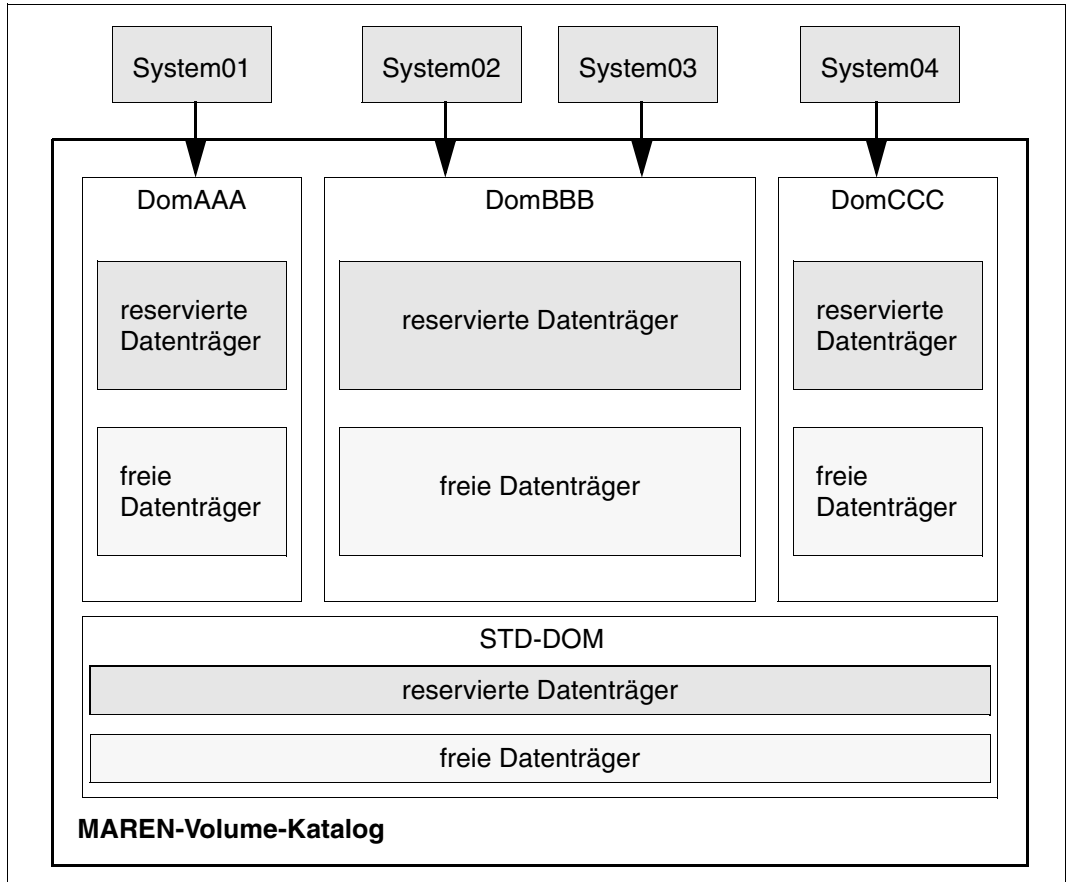 System01
System02
System03
System04
DomAAA
DomBBB
DomCCC
reservierte
Datenträger
reservierte Datenträger
reservierte
Datenträger
freie
Datenträger
freie Datenträger
freie
Datenträger
STD-DOM
reservierte Datenträger
freie Datenträger
MAREN-Volume-Katalog